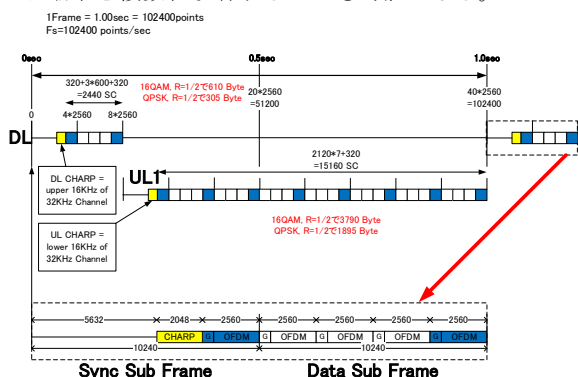 1Frame = 1.00sec = 102400points
Fs=102400 points/sec
0sec
0.5sec
1.0sec
320+3*600+320
=2440 SC
16QAM, R=1/2で610 Byte
QPSK, R=1/2で305 Byte
20*2560
=51200
40*2560
=102400
0
4*2560
8*2560
DL
DL CHARP =
upper 16KHz of
32KHz Channel
UL1
2120*7+320
=15160 SC
UL CHARP =
lower 16KHz of
32KHz Channel
16QAM, R=1/2で3790 Byte
QPSK, R=1/2で1895 Byte
5632
2048
2560
2560
2560
2560
2560
CHARP
G
OFDM
G
OFDM
G
OFDM
G
OFDM
G
OFDM
10240
10240
Sync Sub Frame
Data Sub Frame